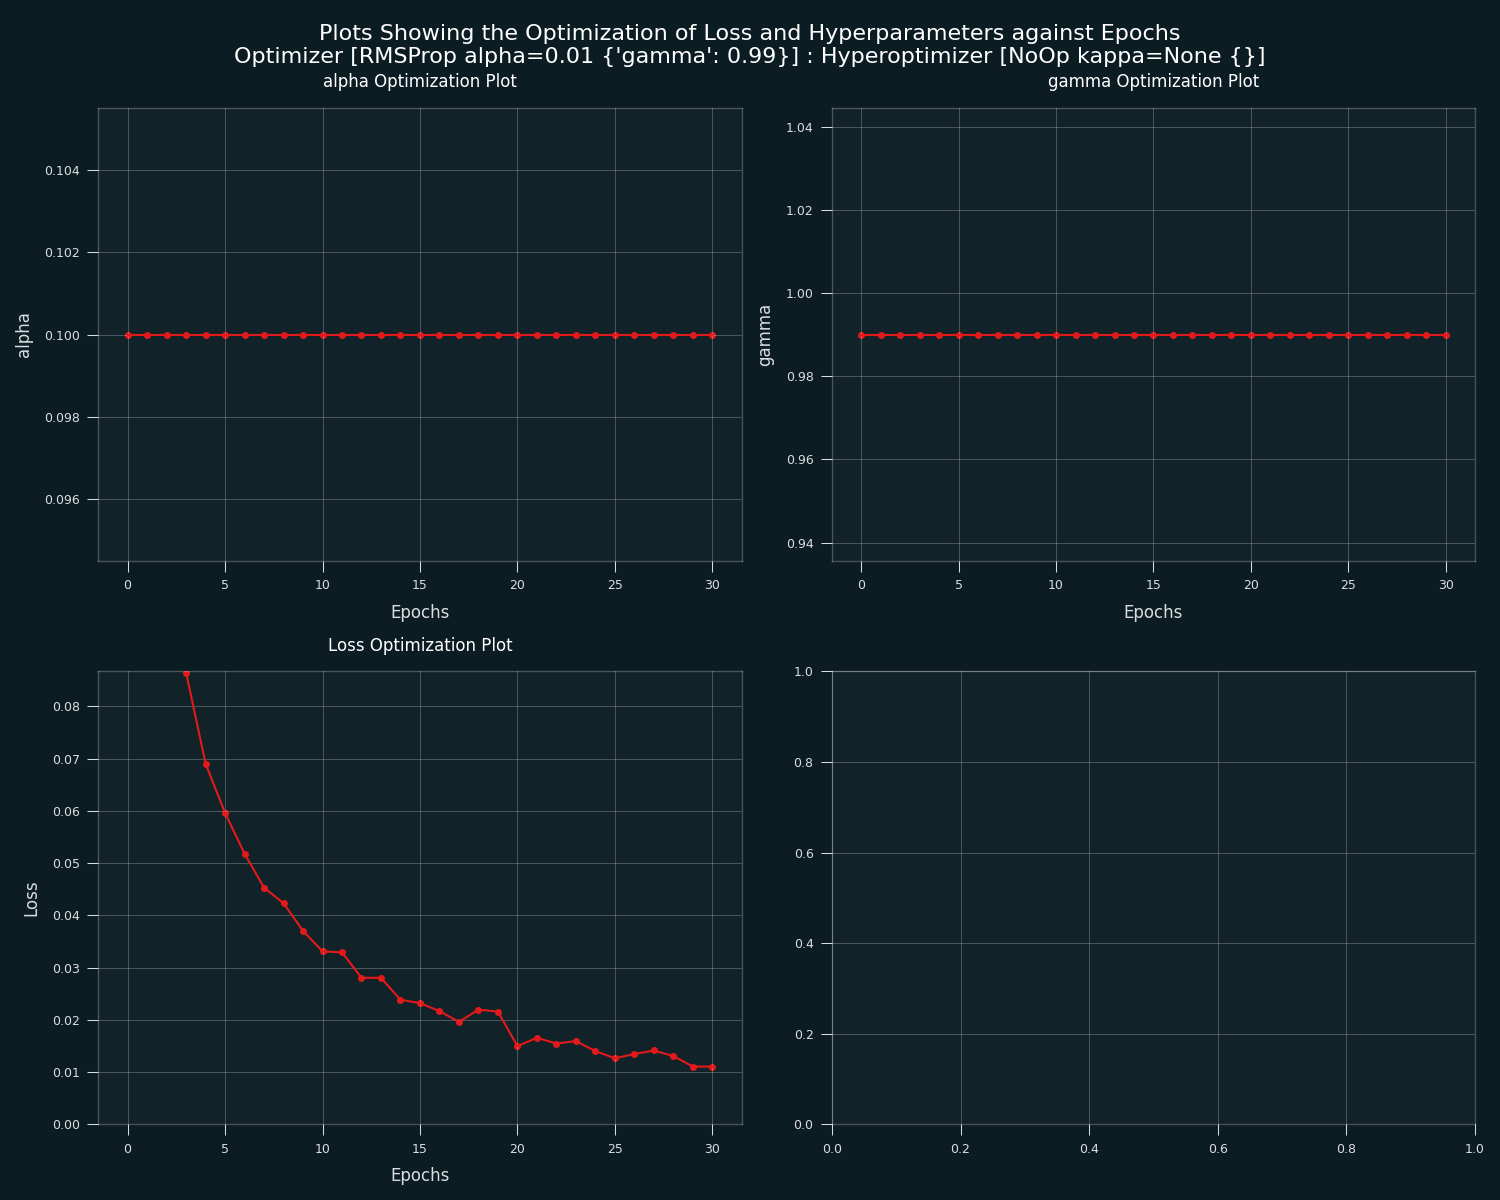 Plots Showing the Optimization of Loss and Hyperparameters against Epochs
Optimizer [RMSProp alpha=0.01 {'gamma': 0.99}] : Hyperoptimizer [NoOp kappa=None {}]
alpha Optimization Plot
0.104
0.102
0.100
0.098
0.096
alpha
0 5 10 15 20 25 30
Epochs
gamma Optimization Plot
1.04
1.02
1.00
0.98
0.96
0.94
gamma
0 5 10 15 20 25 30
Epochs
Loss Optimization Plot
0.08
0.07
0.06
0.05
0.04
0.03
0.02
0.01
0.00
Loss
0 5 10 15 20 25 30
Epochs
1.0
0.8
0.6
0.4
0.2
0.0
0.0 0.2 0.4 0.6 0.8 1.0